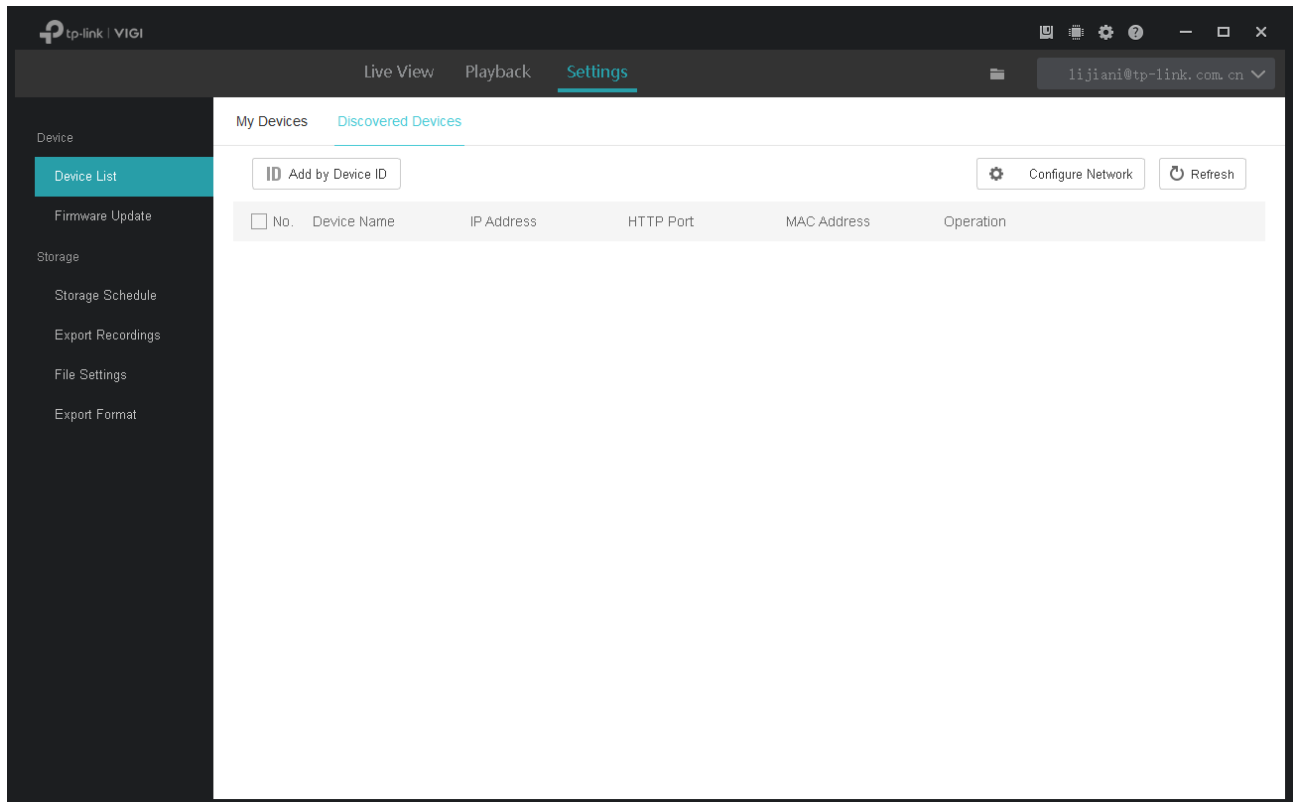 tp-link | VIGI
Live View Playback Settings lijiani@tp-link.com.cn
My Devices Discovered Devices
Device
Device List
Firmware Update
Storage
Storage Schedule
Export Recordings
File Settings
Export Format
ID Add by Device ID Configure Network Refresh
No. Device Name IP Address HTTP Port MAC Address Operation